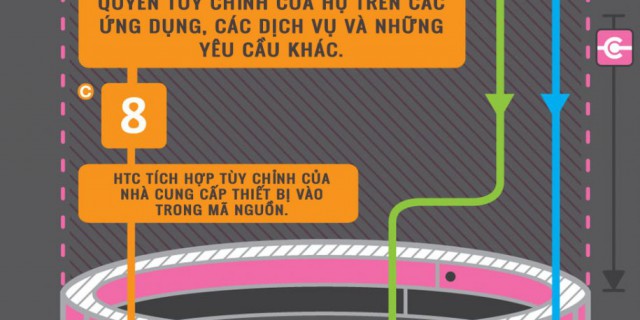 QUYỀN TÙY CHỈNH CỦA HỌ TRÊN CÁC
ỨNG DỤNG, CÁC DỊCH VỤ VÀ NHỮNG
YÊU CẦU KHÁC.
C
8
HTC TÍCH HỢP TÙY CHỈNH CỦA
NHÀ CUNG CẤP THIẾT BỊ VÀO
TRONG MÃ NGUỒN.
C